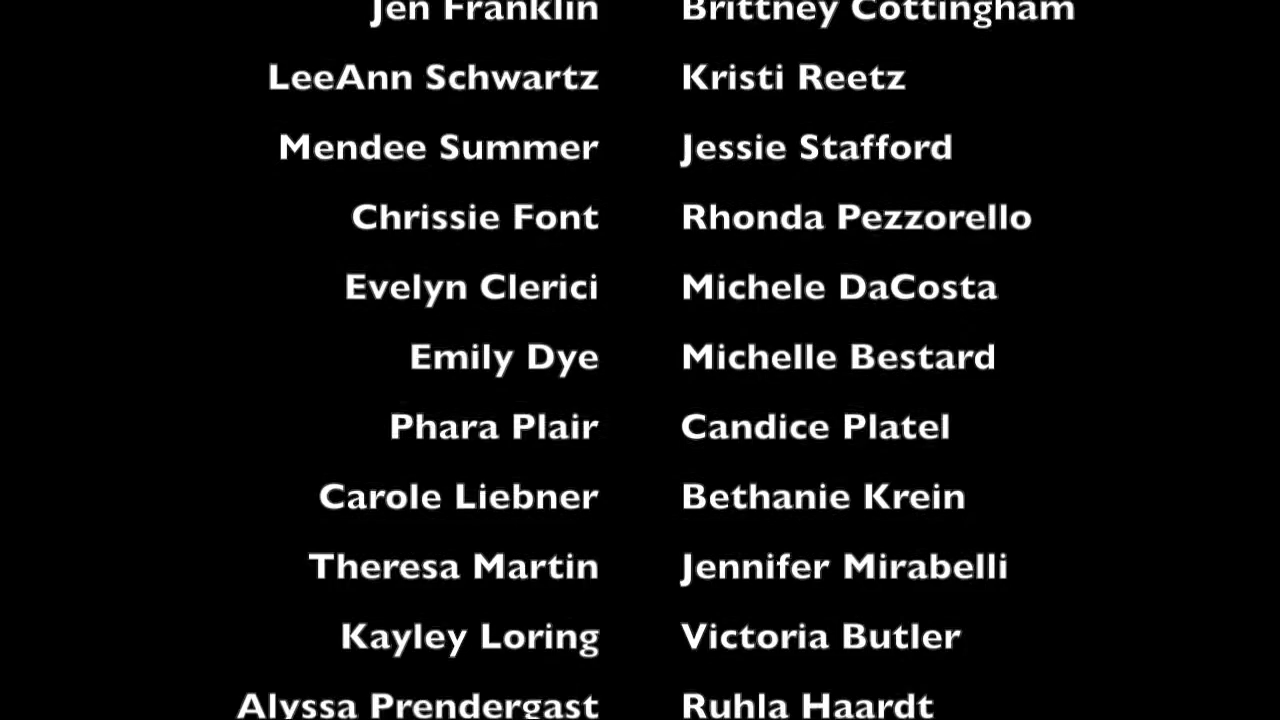 Jen Franklin Brittney Cottingham
LeeAnn Schwartz Kristi Reetz
Mendee Summer Jessie Stafford
Chrissie Font Rhonda Pezzorello
Evelyn Clerici Michele DaCosta
Emily Dye Michelle Bestard
Phara Plair Candice Platel
Carole Liebner Bethanie Krein
Theresa Martin Jennifer Mirabelli
Kayley Loring Victoria Butler
Alyssa Prendergast Ruhla Haardt